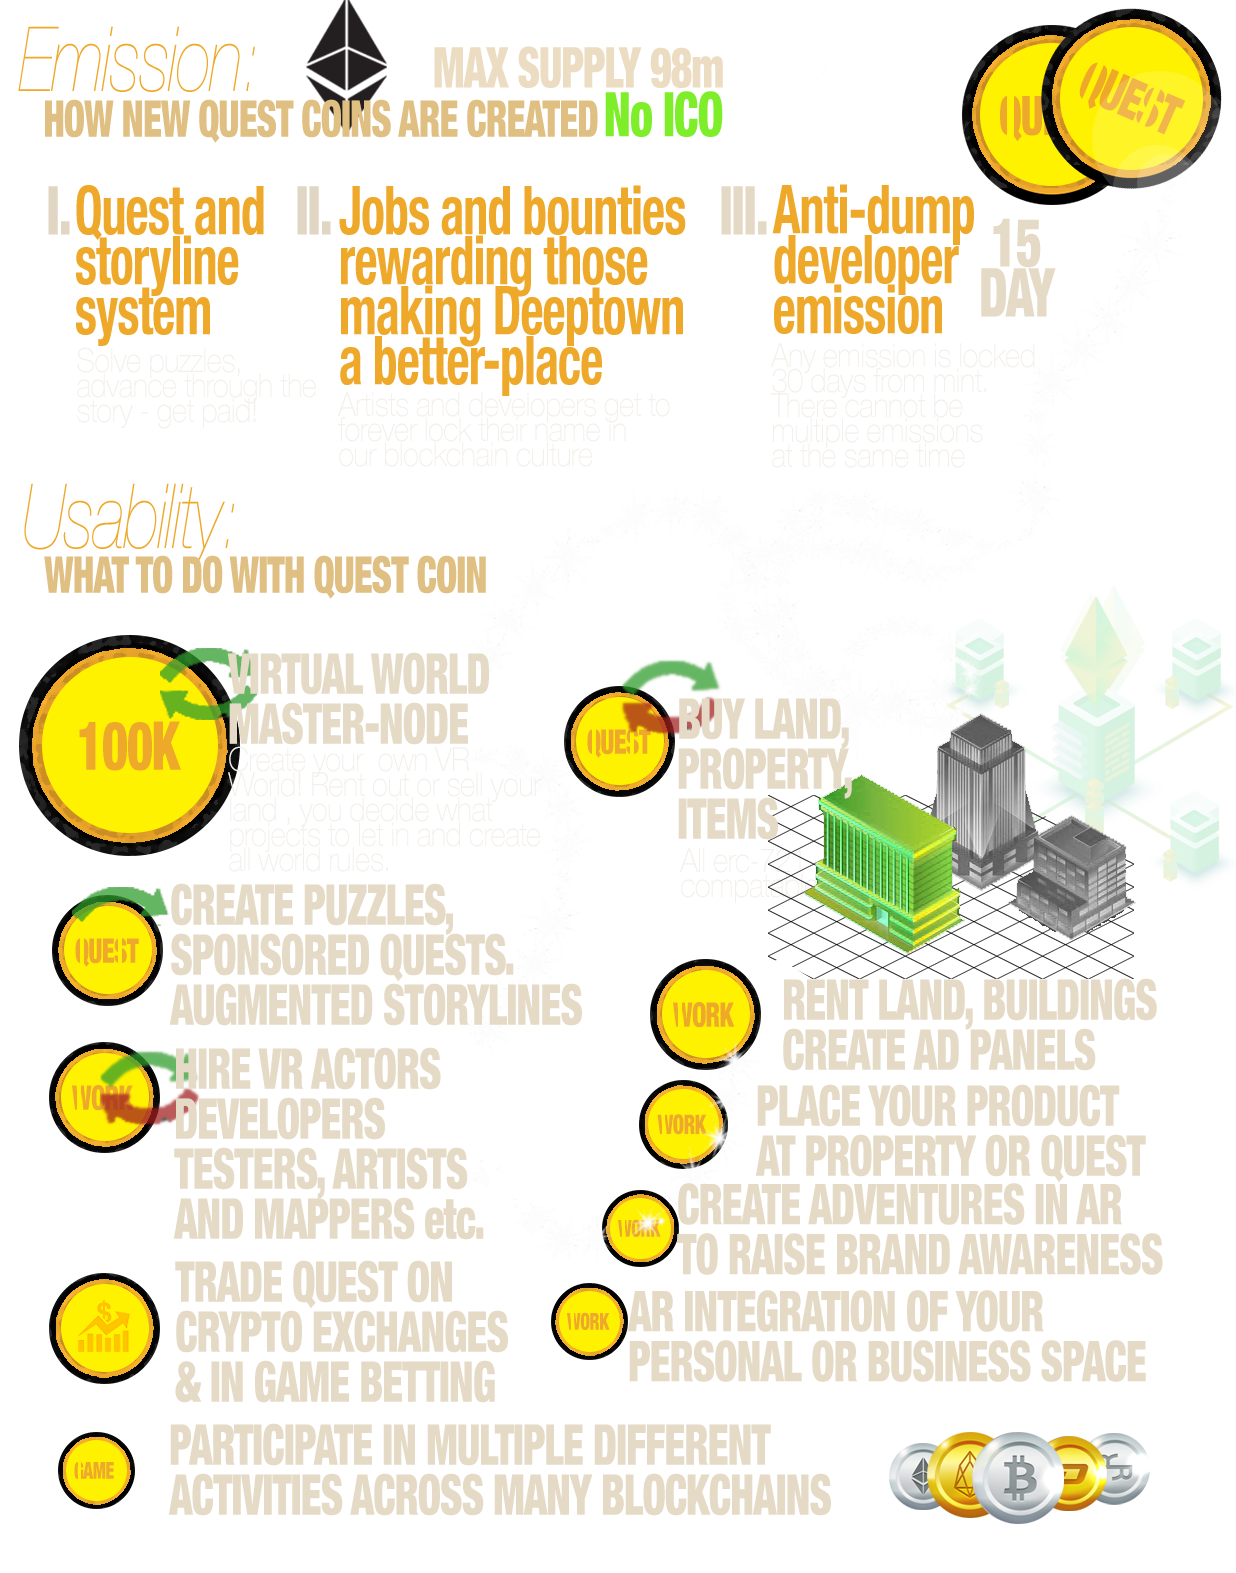 Emission:
MAX SUPPLY 98m
HOW NEW QUEST COINS ARE CREATED No ICO
QUEST
I. Quest and
storyline
system
Solve puzzles,
advance through the
story - get paid!
II. Jobs and bounties
rewarding those
making Deeptown
a better-place
Artists and developers get to
forever lock their name in
our blockchain culture
III. Anti-dump
developer
emission
15
DAY
Any emission is locked
30 days from mint.
There cannot be
multiple emissions
at the same time
Usability:
WHAT TO DO WITH QUEST COIN
100K
VIRTUAL WORLD
MASTER-NODE
Create your own VR
World! Rent out or sell your
land , you decide what
projects to let in and create
all world rules.
QUEST
CREATE PUZZLES,
SPONSORED QUESTS.
AUGMENTED STORYLINES
WORK
HIRE VR ACTORS
DEVELOPERS
TESTERS, ARTISTS
AND MAPPERS etc.
TRADE QUEST ON
CRYPTO EXCHANGES
& IN GAME BETTING
GAME
PARTICIPATE IN MULTIPLE DIFFERENT
ACTIVITIES ACROSS MANY BLOCKCHAINS
QUEST
BUY LAND,
PROPERTY,
ITEMS
All
WORK
RENT LAND, BUILDINGS
CREATE AD PANELS
WORK
PLACE YOUR PRODUCT
AT PROPERTY OR QUEST
WORK
CREATE ADVENTURES IN AR
TO RAISE BRAND AWARENESS
WORK
AR INTEGRATION OF YOUR
PERSONAL OR BUSINESS SPACE